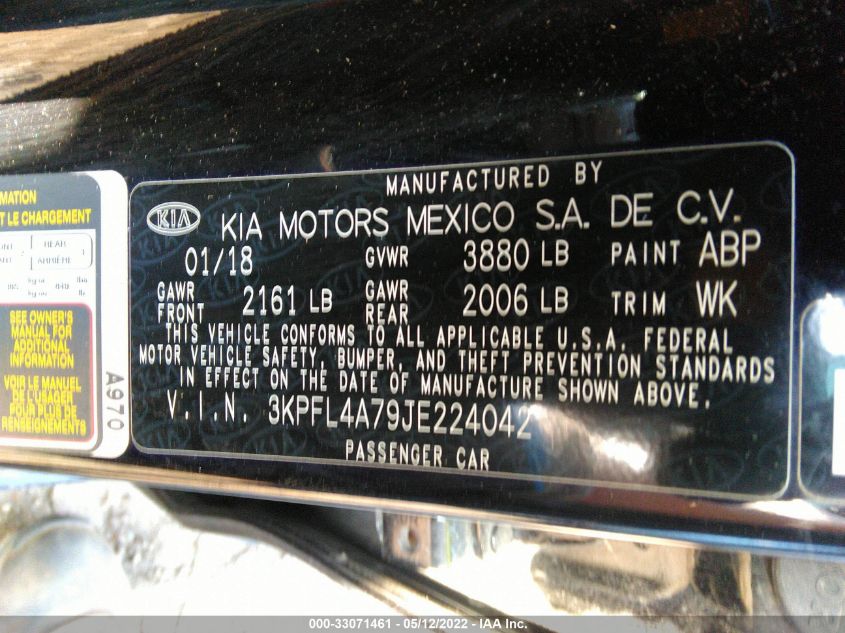 MANUFACTURED BY
KIA KIA MOTORS MEXICO S.A. DE C.V.
01/18 GVWR 3880 LB PAINT ABP
GAWR FRONT 2161 LB GAWR REAR 2006 LB TRIM WK
THIS VEHICLE CONFORMS TO ALL APPLICABLE U.S.A. FEDERAL
MOTOR VEHICLE SAFETY, BUMPER, AND THEFT PREVENTION STANDARDS
IN EFFECT ON THE DATE OF MANUFACTURE SHOWN ABOVE.
V.I.N. 3KPFL4A79JE224042
PASSENGER CAR
LE CHARGEMENT
REAR
ARRIÈRE
SEE OWNER'S
MANUAL FOR
ADDITIONAL
INFORMATION
VOIR LE MANUEL
DE L'USAGER
POUR PLUS DE
RENSEIGNEMENTS
A970
000-33071461 - 05/12/2022 - IAA Inc.